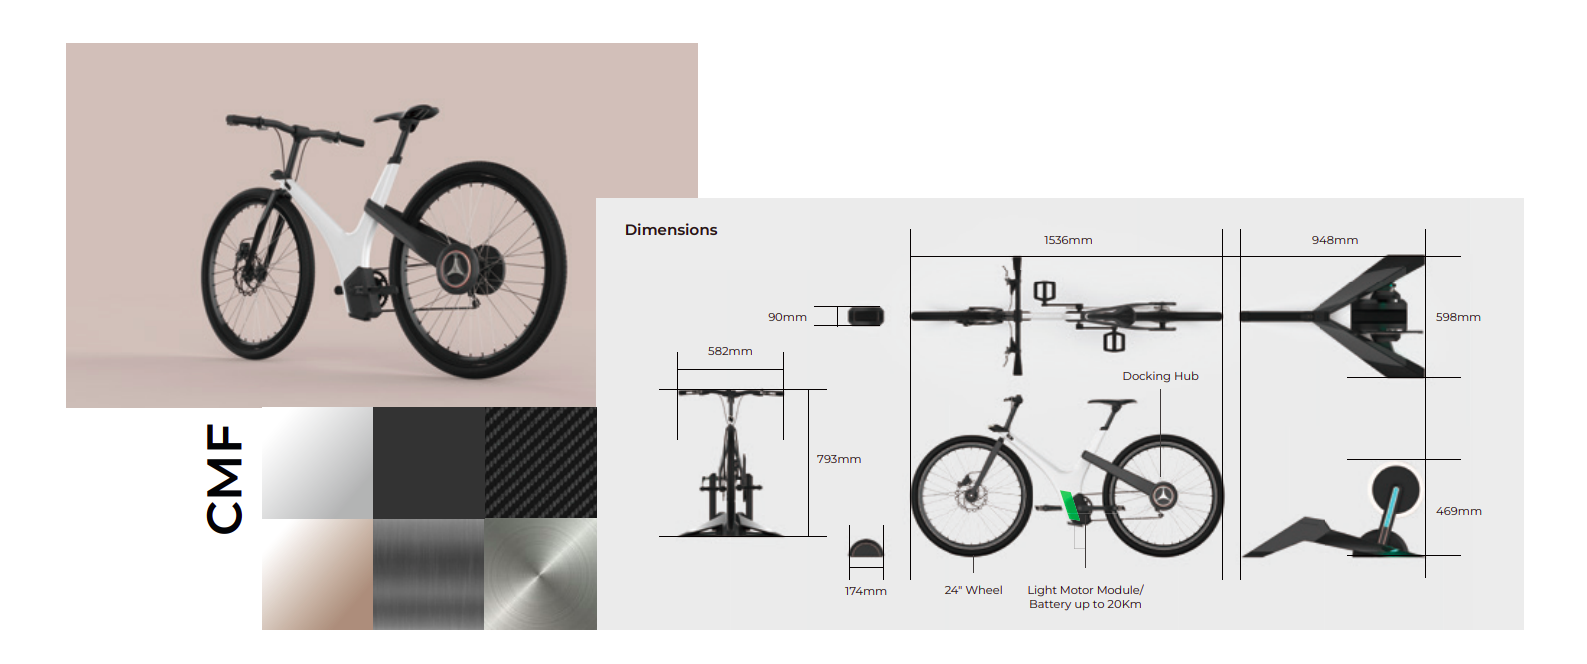 Dimensions
1536mm
948mm
90mm
598mm
582mm
Docking Hub
CMF
793mm
469mm
174mm
24" Wheel
Light Motor Module/
Battery up to 20Km